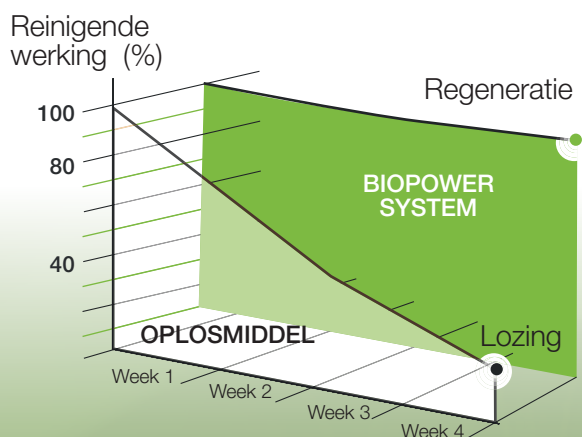 Reinigende
werking (%)
Regeneratie
100
80
BIOPOWER
SYSTEM
40
OPLOSMIDDEL
Lozing
Week 1
Week 2
Week 3
Week 4